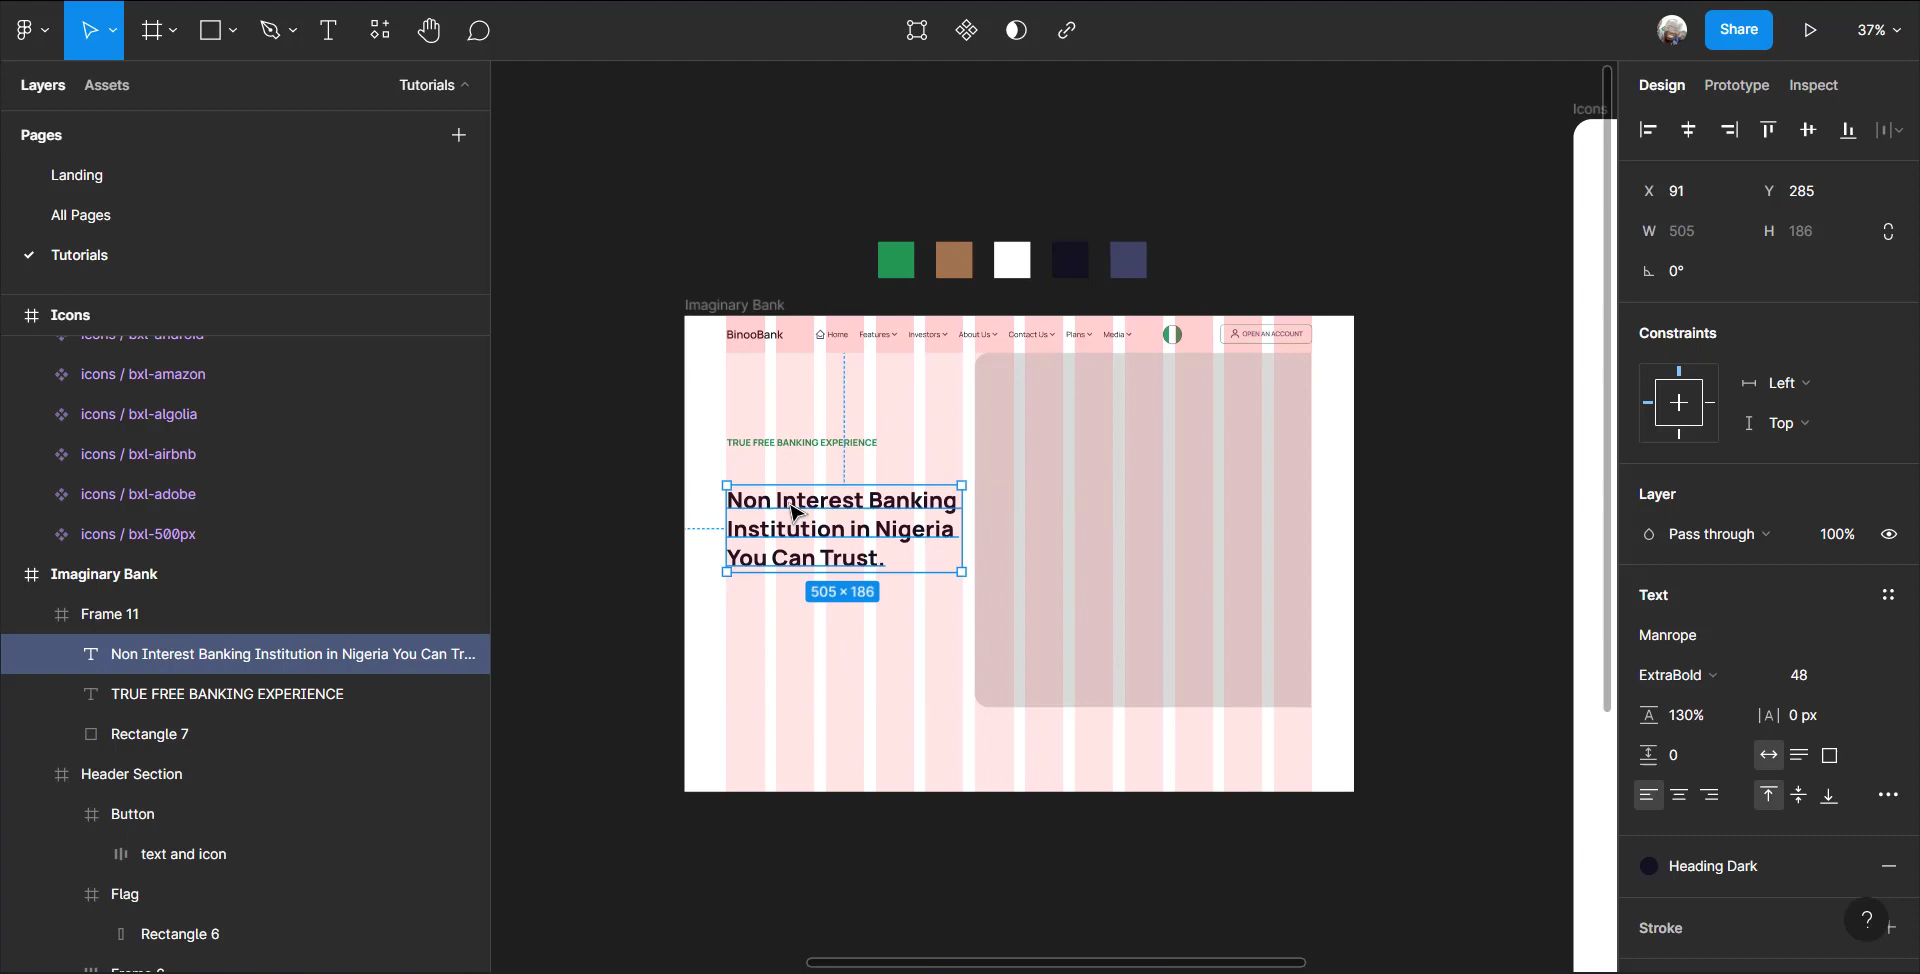 Share
37%
Layers
Assets
Tutorials
Design
Prototype
Inspect
Pages
Landing
All Pages
Tutorials
Icons
icons / bxl-android
icons / bxl-amazon
icons / bxl-algolia
icons / bxl-airbnb
icons / bxl-adobe
icons / bxl-500px
Imaginary Bank
Frame 11
Non Interest Banking Institution in Nigeria You Can Tr...
TRUE FREE BANKING EXPERIENCE
Rectangle 7
Header Section
Button
text and icon
Flag
Rectangle 6
Icons
Imaginary Bank
BinooBank
Home
Features
Investors
About Us
Contact Us
Plans
Media
OPEN AN ACCOUNT
TRUE FREE BANKING EXPERIENCE
Non Interest Banking
Institution in Nigeria
You Can Trust.
505 × 186
X 91
Y 285
W 505
H 186
0°
Constraints
Left
Top
Layer
Pass through
100%
Text
Manrope
ExtraBold
48
130%
0 px
0
Heading Dark
Stroke
?